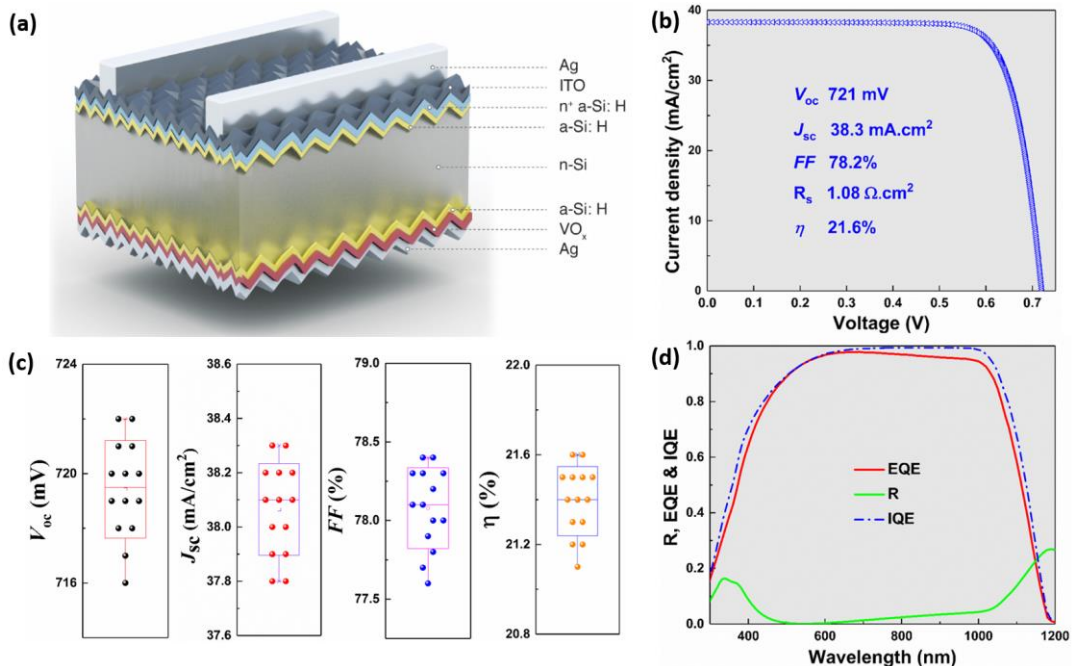 (a)
Ag
ITO
n⁺ a-Si: H
a-Si: H
n-Si
a-Si: H
VOₓ
Ag
(b)
40
30
20
10
0
Current density (mA/cm²)
Voc 721 mV
Jsc 38.3 mA.cm²
FF 78.2%
Rs 1.08 Ω.cm²
η 21.6%
0.0 0.1 0.2 0.3 0.4 0.5 0.6 0.7
Voltage (V)
(c)
724
720
716
Voc (mV)
38.6
38.4
38.2
38.0
37.8
37.6
Jsc (mA/cm²)
79.0
78.5
78.0
77.5
FF (%)
22.0
21.6
21.2
20.8
η (%)
(d)
1.0
0.8
0.6
0.4
0.2
0.0
R, EQE & IQE
EQE
R
IQE
400 600 800 1000 1200
Wavelength (nm)